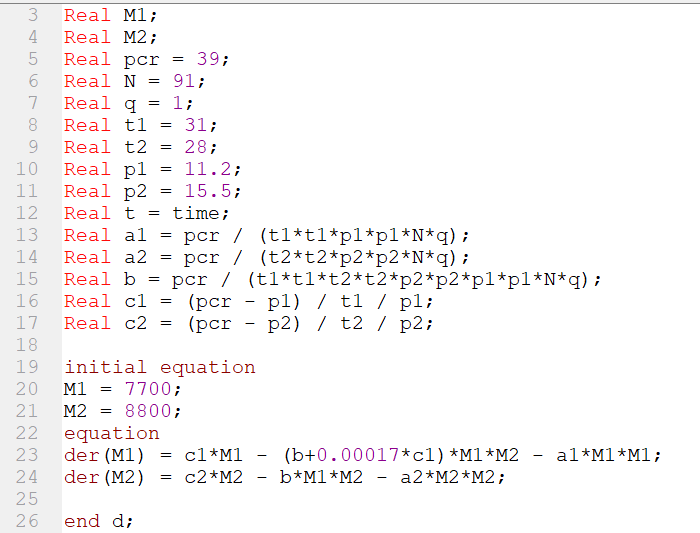 3 Real M1;
4 Real M2;
5 Real pcr = 39;
6 Real N = 91;
7 Real q = 1;
8 Real t1 = 31;
9 Real t2 = 28;
10 Real p1 = 11.2;
11 Real p2 = 15.5;
12 Real t = time;
13 Real a1 = pcr / (t1*t1*p1*p1*N*q);
14 Real a2 = pcr / (t2*t2*p2*p2*N*q);
15 Real b = pcr / (t1*t1*t2*t2*p2*p2*p1*p1*N*q);
16 Real c1 = (pcr - p1) / t1 / p1;
17 Real c2 = (pcr - p2) / t2 / p2;
18
19 initial equation
20 M1 = 7700;
21 M2 = 8800;
22 equation
23 der(M1) = c1*M1 - (b+0.00017*c1)*M1*M2 - a1*M1*M1;
24 der(M2) = c2*M2 - b*M1*M2 - a2*M2*M2;
25
26 end d;